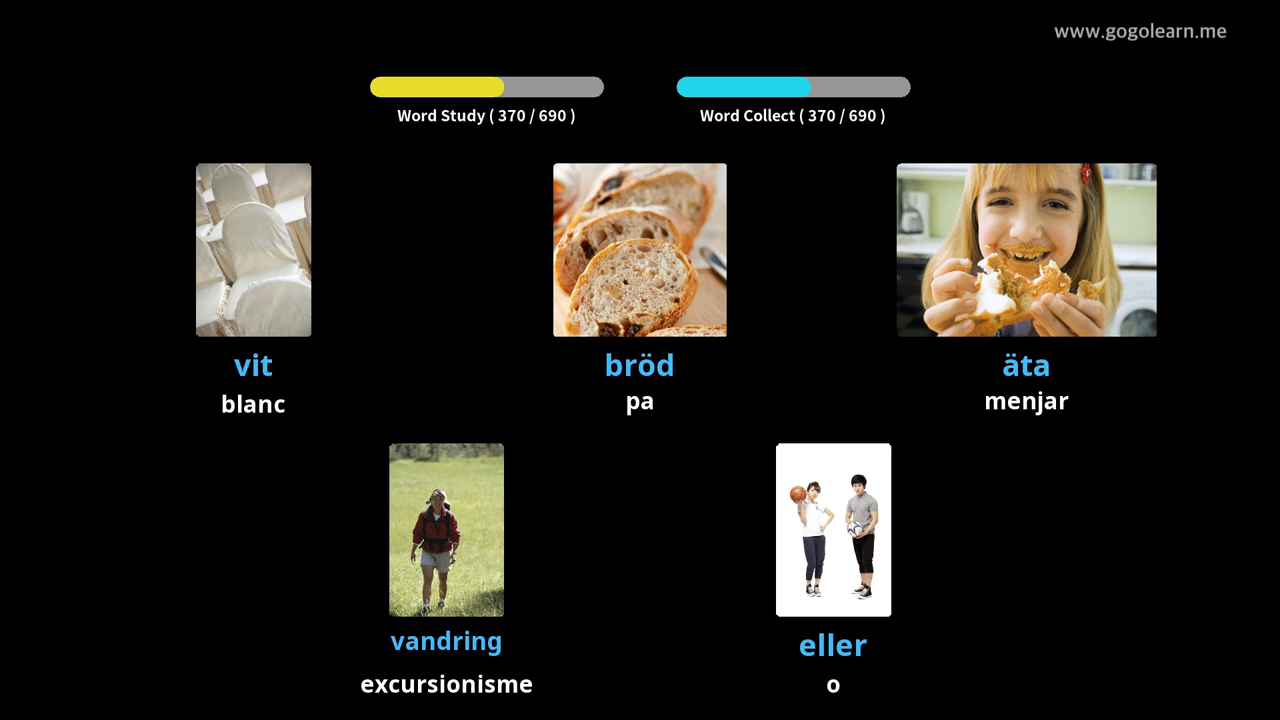 www.gogolearn.me
Word Study ( 370 / 690 )
Word Collect ( 370 / 690 )
vit
blanc
bröd
pa
äta
menjar
vandring
excursionisme
eller
o